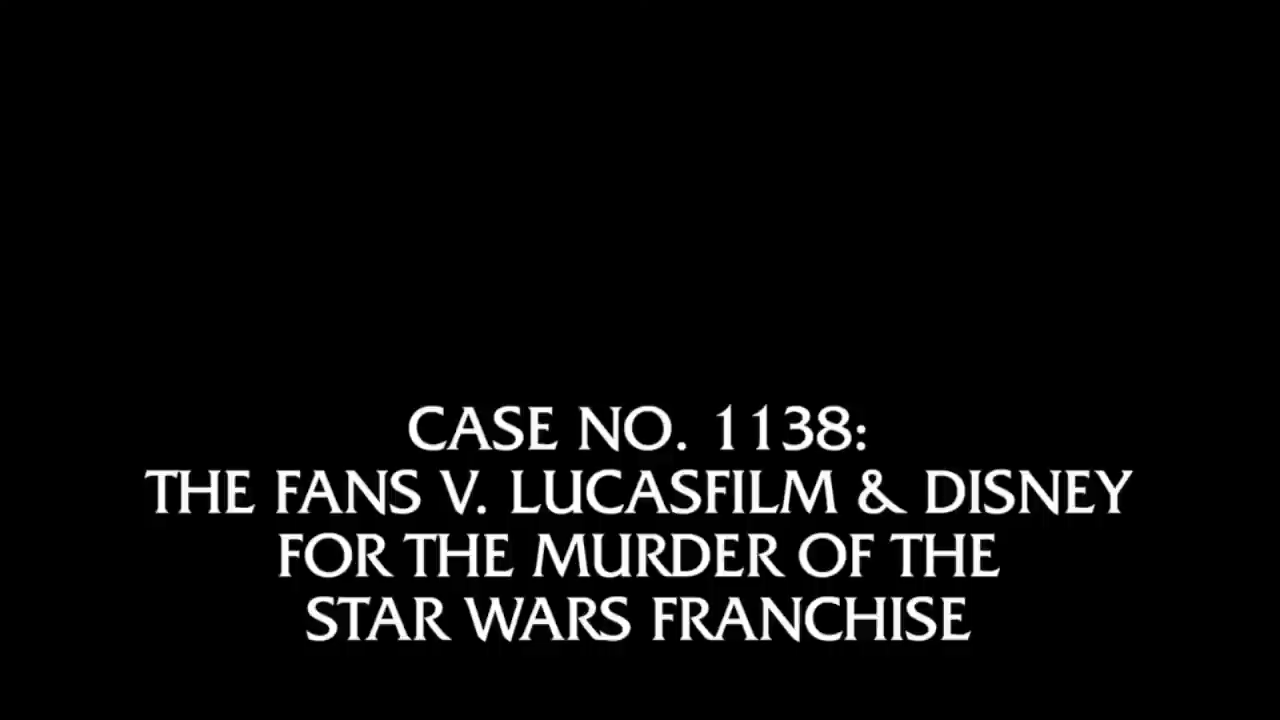 CASE NO. 1138:
THE FANS V. LUCASFILM & DISNEY
FOR THE MURDER OF THE
STAR WARS FRANCHISE